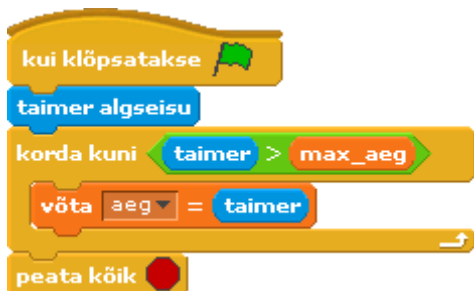 kui klõpsatakse
taimer algseisu
korda kuni taimer > max_aeg
võta aeg = taimer
peata kõik